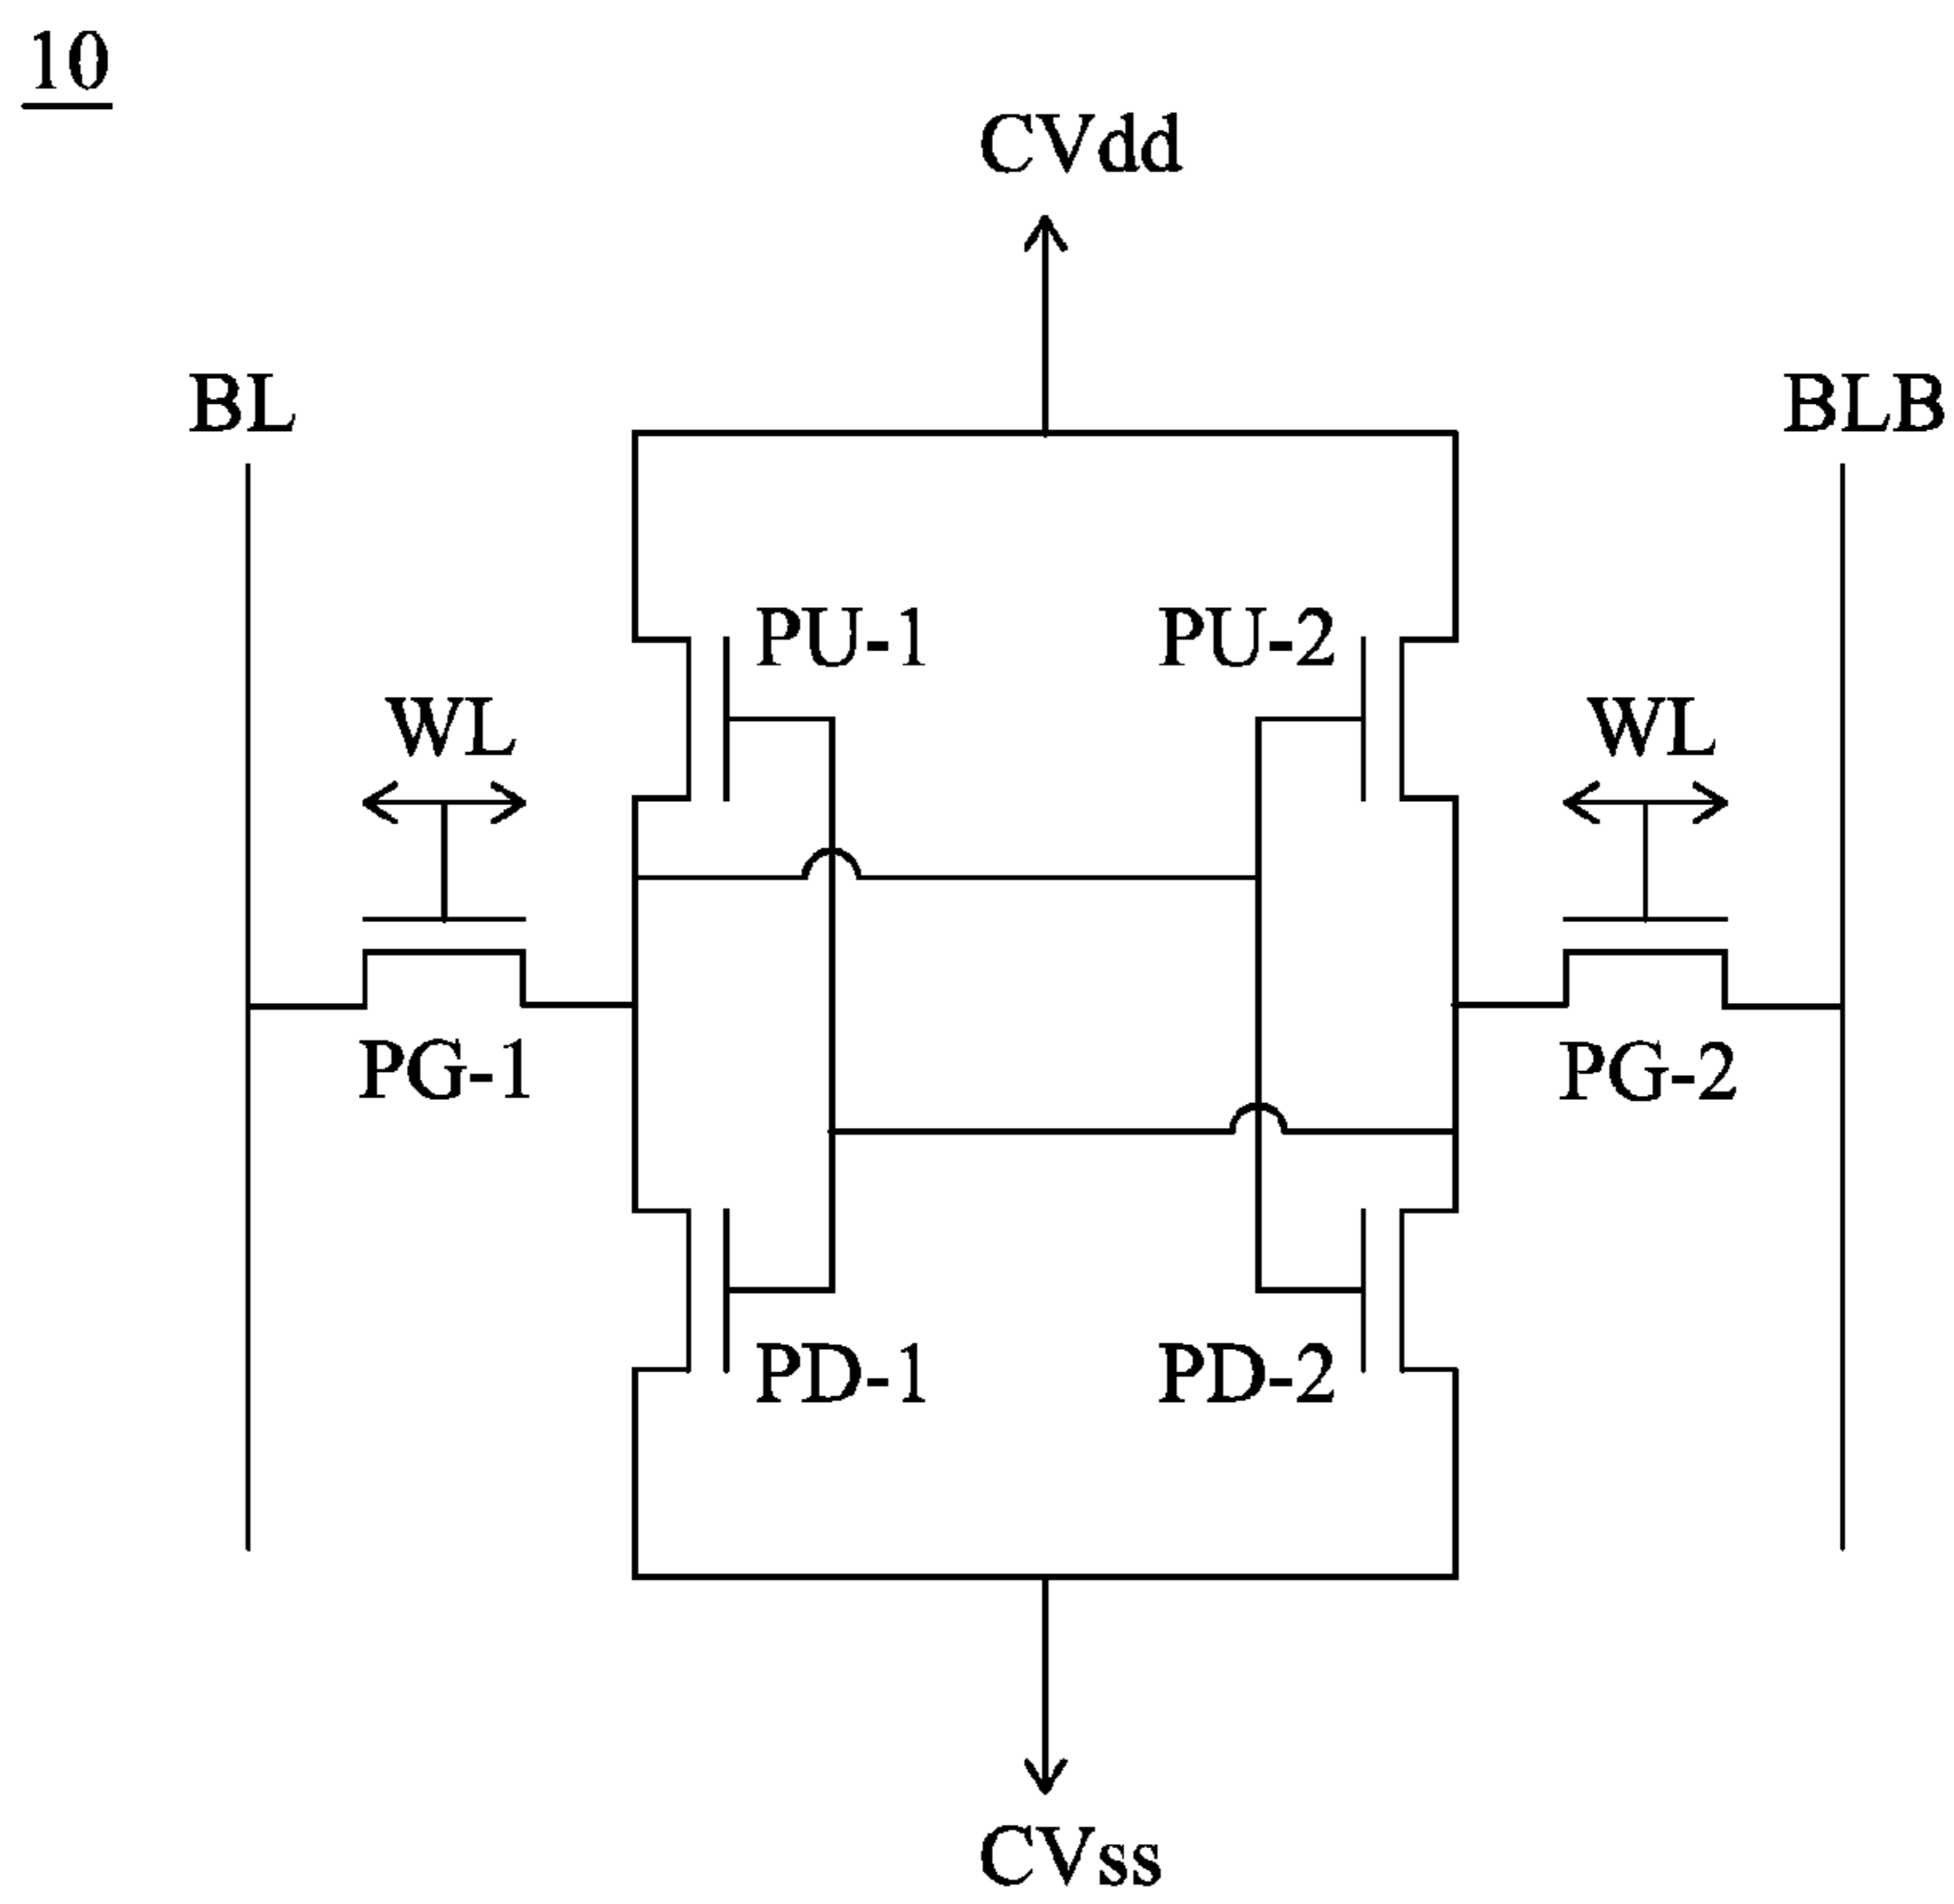 10
CVdd
BL
BLB
PU-1
PU-2
WL
WL
PG-1
PG-2
PD-1
PD-2
CVss